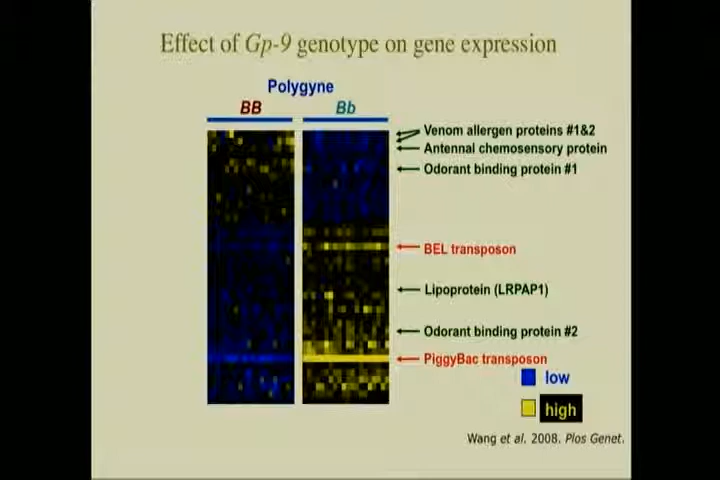 Effect of Gp-9 genotype on gene expression
Polygyne
BB
Bb
Venom allergen proteins #1&2
Antennal chemosensory protein
Odorant binding protein #1
BEL transposon
Lipoprotein (LRPAP1)
Odorant binding protein #2
PiggyBac transposon
low
high
Wang et al. 2008. Plos Genet.